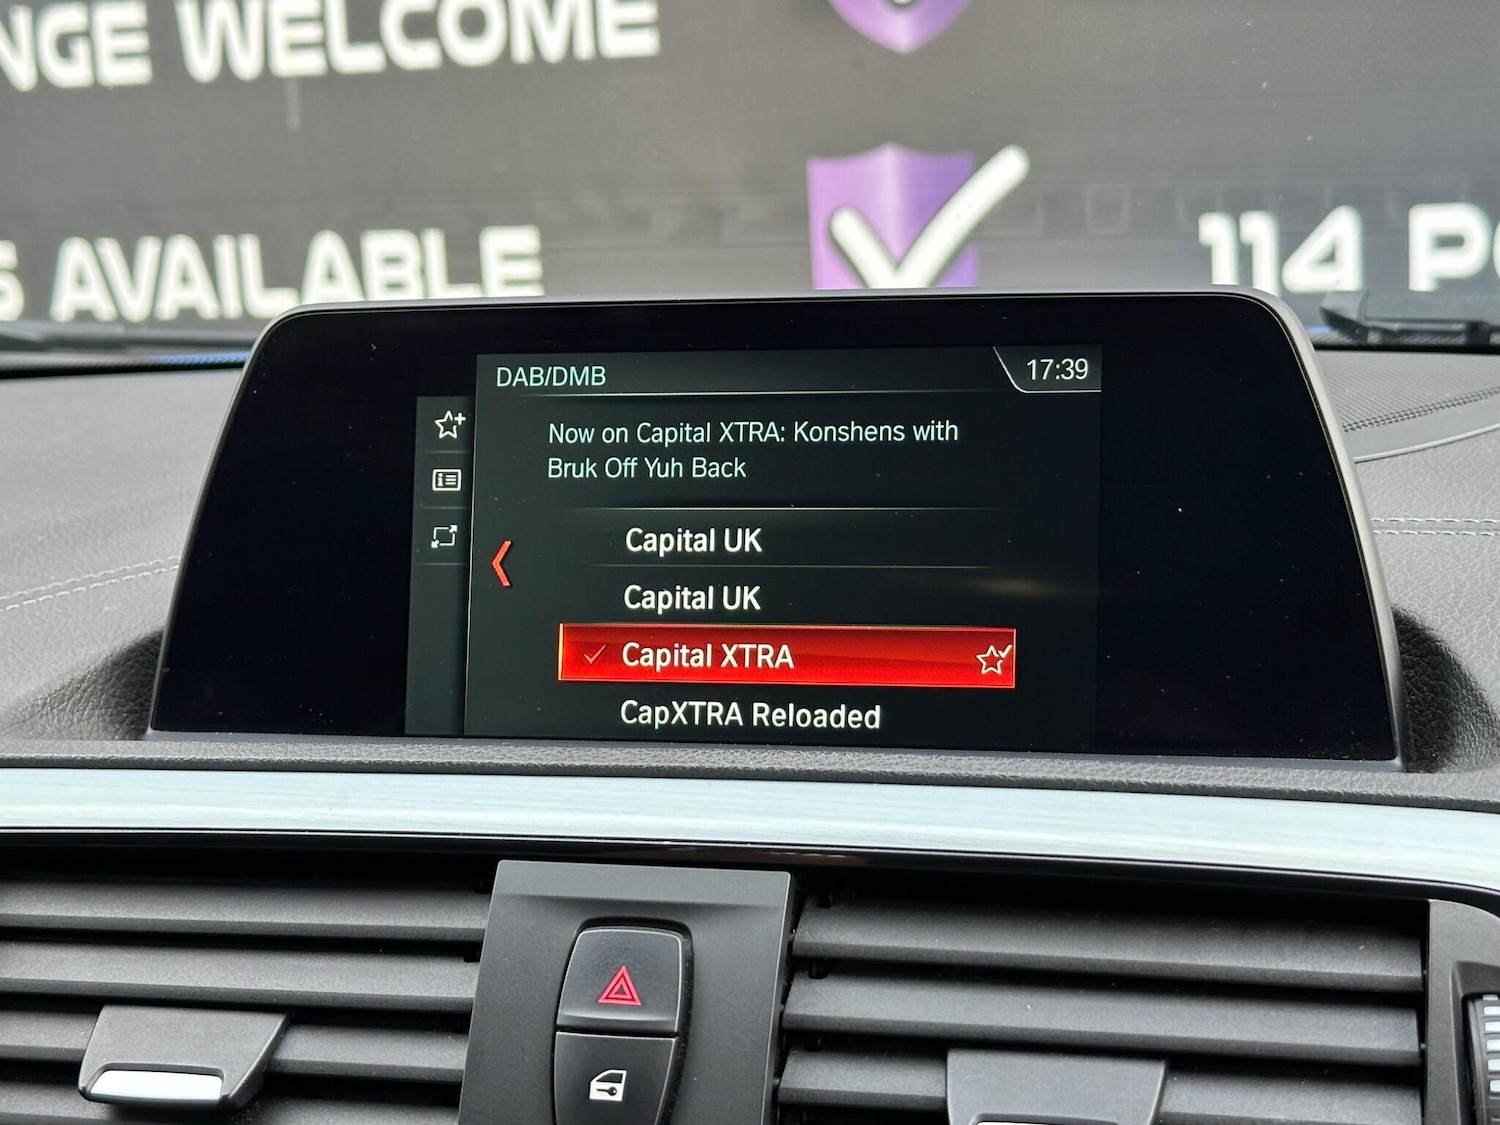 NGE WELCOME
S AVAILABLE
114 PO
DAB/DMB
17:39
Now on Capital XTRA: Konshens with
Bruk Off Yuh Back
Capital UK
Capital UK
Capital XTRA
CapXTRA Reloaded